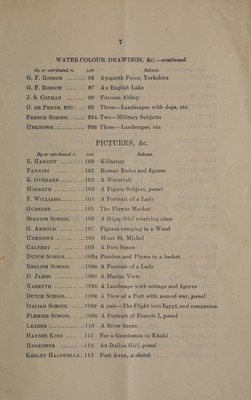 7
WATER-COLOUR DRAWINGS, &c.—continued.
By or attributed to LOT Subject.
G. F. ROBSON ......... 96 Aysgarth Force, Yorkshire
G. F. ROBSON ......... 97 An English Lake
J. S. COTMAN ......... 98 Furness Abbey
O. DE PENNE, ETC. ... 99 Three—Landscapes with dogs, etc.
FRENCH SCHOOL ....... 99A Two—Military Subjects
UNKNOWN ............. 99B Three—Landscapes, etc.
PICTURES, &c.
By or attributed to LOT Subject.
E. HARGITT ........100 Killarney
PANNINI ...........101 Roman Ruins and figures
E. GUÉRARD .........102 A Waterfall
HOGARTH ...........103 A Figure Subject, panel
F. WILLIAMS.........104 A Portrait of a Lady
GUERBER ...........105 The Flower Market
SPANISH SCHOOL .....106 A Gipsy Girl receiving alms
G. ARNOLD .........107 Figures camping in a Wood
UNKNOWN ...........108 Mont St. Michel
CALVERT ...........109 A Port Scene
DUTCH SCHOOL.......109A Peaches and Plums in a basket
ENGLISH SCHOOL.....109B A Portrait of a Lady
D. JAMES ...........109C A Marine View
NASMYTH ...........109D A Landscape with cottage and figures
DUTCH SCHOOL.......109E A View of a Port with men-of-war, panel
ITALIAN SCHOOL .....109F A pair—The Flight into Egypt, and companion
FLEMISH SCHOOL .....109G A Portrait of Francis I, panel
LEADER .............110 A River Scene
HAYNES KING .......111 For a Gentleman in Khaki
HERKOMER ...........112 An Italian Girl, panel
KEELEY HALSWELLE...113 Port Avan, a sketch